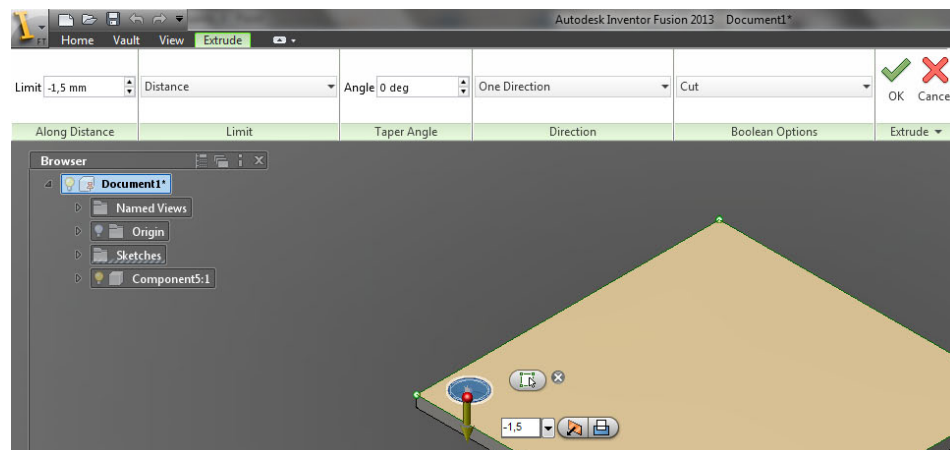 Autodesk Inventor Fusion 2013 Document1*
FT Home Vault View Extrude
Limit -1,5 mm Distance Angle 0 deg One Direction Cut OK Cance
Along Distance Limit Taper Angle Direction Boolean Options Extrude
Browser
Document1*
Named Views
Origin
Sketches
Component5:1
-1,5